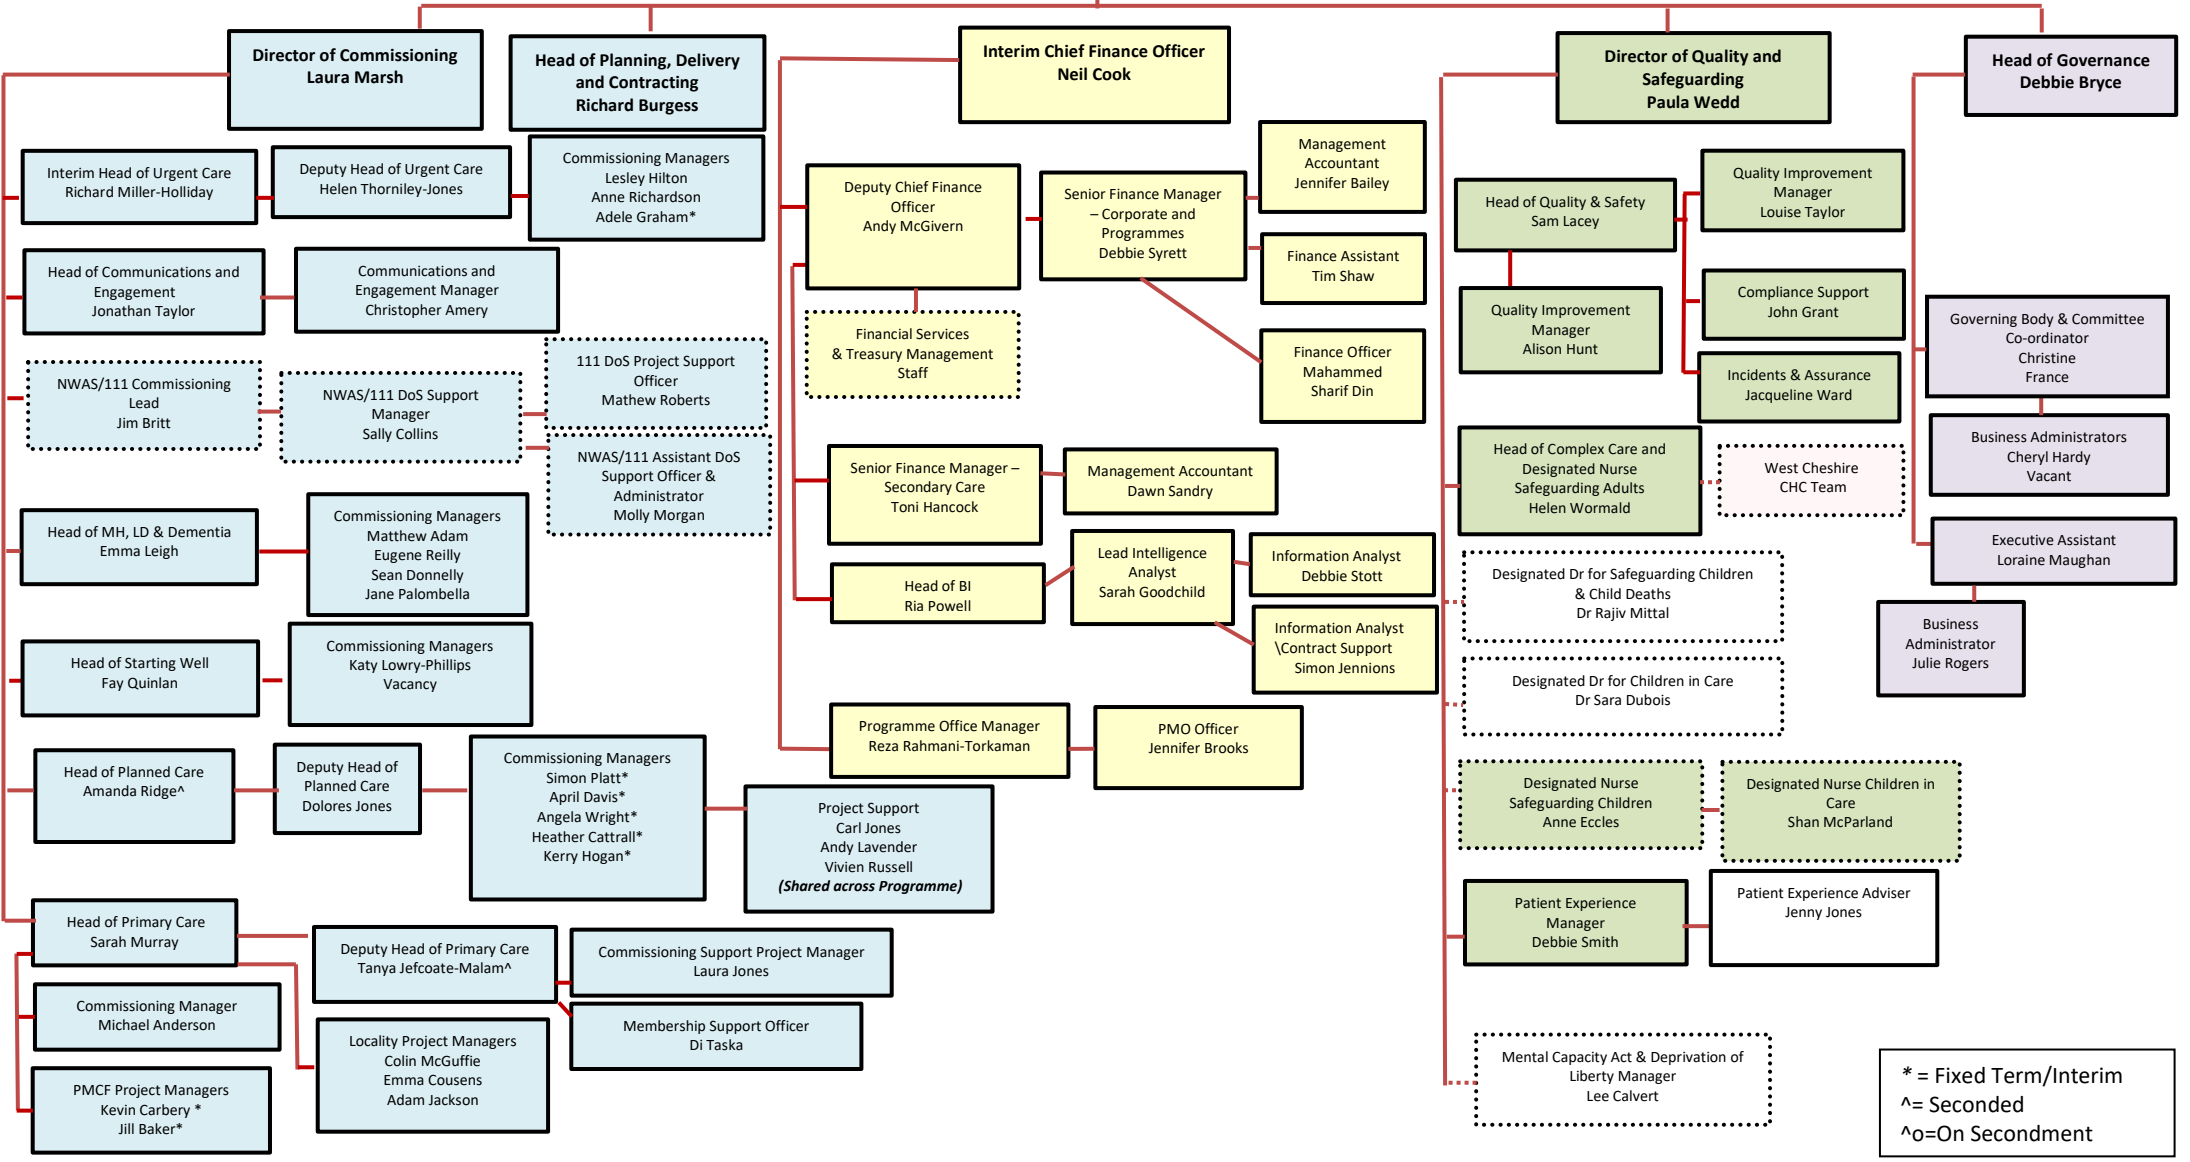 Director of Commissioning
Laura Marsh
Head of Planning, Delivery
and Contracting
Richard Burgess
Interim Chief Finance Officer
Neil Cook
Director of Quality and
Safeguarding
Paula Wedd
Head of Governance
Debbie Bryce
Interim Head of Urgent Care
Richard Miller-Holliday
Deputy Head of Urgent Care
Helen Thorniley-Jones
Commissioning Managers
Lesley Hilton
Anne Richardson
Adele Graham*
Head of Communications and
Engagement
Jonathan Taylor
Communications and
Engagement Manager
Christopher Amery
NWAS/111 Commissioning
Lead
Jim Britt
NWAS/111 DoS Support
Manager
Sally Collins
111 DoS Project Support
Officer
Mathew Roberts
NWAS/111 Assistant DoS
Support Officer &
Administrator
Molly Morgan
Head of MH, LD & Dementia
Emma Leigh
Commissioning Managers
Matthew Adam
Eugene Reilly
Sean Donnelly
Jane Palombella
Head of Starting Well
Fay Quinlan
Commissioning Managers
Katy Lowry-Phillips
Vacancy
Head of Planned Care
Amanda Ridge^
Deputy Head of
Planned Care
Dolores Jones
Commissioning Managers
Simon Platt*
April Davis*
Angela Wright*
Heather Cattrall*
Kerry Hogan*
Project Support
Carl Jones
Andy Lavender
Vivien Russell
(Shared across Programme)
Head of Primary Care
Sarah Murray
Deputy Head of Primary Care
Tanya Jefcoate-Malam^
Commissioning Support Project Manager
Laura Jones
Membership Support Officer
Di Taska
Commissioning Manager
Michael Anderson
Locality Project Managers
Colin McGuffie
Emma Cousens
Adam Jackson
PMCF Project Managers
Kevin Carbery *
Jill Baker*
Deputy Chief Finance
Officer
Andy McGivern
Senior Finance Manager
– Corporate and
Programmes
Debbie Syrett
Management
Accountant
Jennifer Bailey
Finance Assistant
Tim Shaw
Finance Officer
Mahammed
Sharif Din
Financial Services
& Treasury Management
Staff
Senior Finance Manager –
Secondary Care
Toni Hancock
Management Accountant
Dawn Sandry
Head of BI
Ria Powell
Lead Intelligence
Analyst
Sarah Goodchild
Information Analyst
Debbie Stott
Information Analyst
\Contract Support
Simon Jennions
Programme Office Manager
Reza Rahmani-Torkaman
PMO Officer
Jennifer Brooks
Head of Quality & Safety
Sam Lacey
Quality Improvement
Manager
Louise Taylor
Quality Improvement
Manager
Alison Hunt
Compliance Support
John Grant
Incidents & Assurance
Jacqueline Ward
Head of Complex Care and
Designated Nurse
Safeguarding Adults
Helen Wormald
West Cheshire
CHC Team
Designated Dr for Safeguarding Children
& Child Deaths
Dr Rajiv Mittal
Designated Dr for Children in Care
Dr Sara Dubois
Designated Nurse
Safeguarding Children
Anne Eccles
Designated Nurse Children in
Care
Shan McParland
Patient Experience
Manager
Debbie Smith
Patient Experience Adviser
Jenny Jones
Mental Capacity Act & Deprivation of
Liberty Manager
Lee Calvert
Governing Body & Committee
Co-ordinator
Christine
France
Business Administrators
Cheryl Hardy
Vacant
Executive Assistant
Loraine Maughan
Business
Administrator
Julie Rogers
* = Fixed Term/Interim
^= Seconded
^o=On Secondment